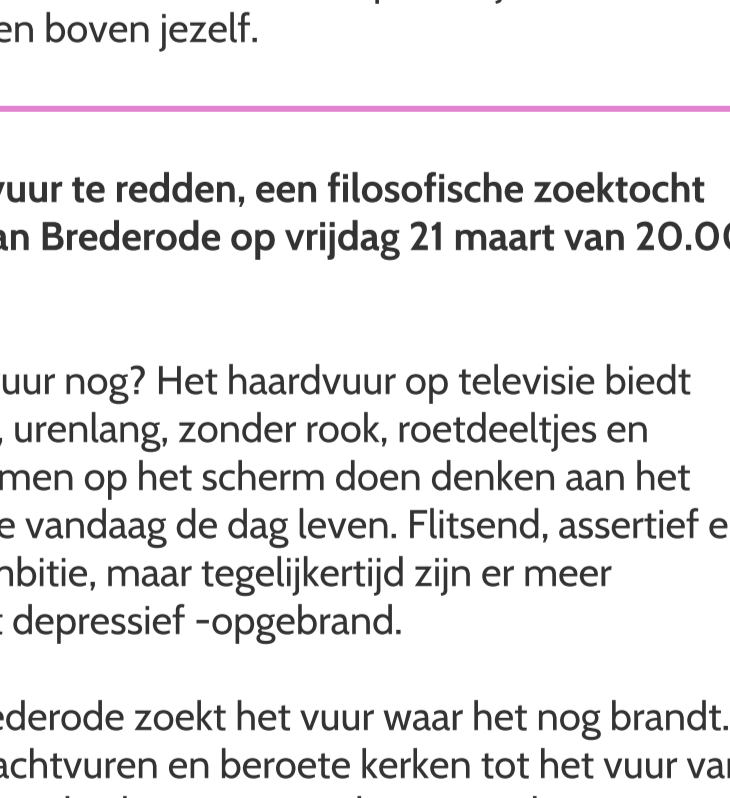 en boven jezelf.
vuur te redden, een filosofische zoektocht
an Brederode op vrijdag 21 maart van 20.00
uur nog? Het haardvuur op televisie biedt
, urenlang, zonder rook, roetdeeltjes en
men op het scherm doen denken aan het
e vandaag de dag leven. Flitsend, assertief e
mbitie, maar tegelijkertijd zijn er meer
t depressief -opgebrand.
ederode zoekt het vuur waar het nog brandt.
achtvuren en beroete kerken tot het vuur van